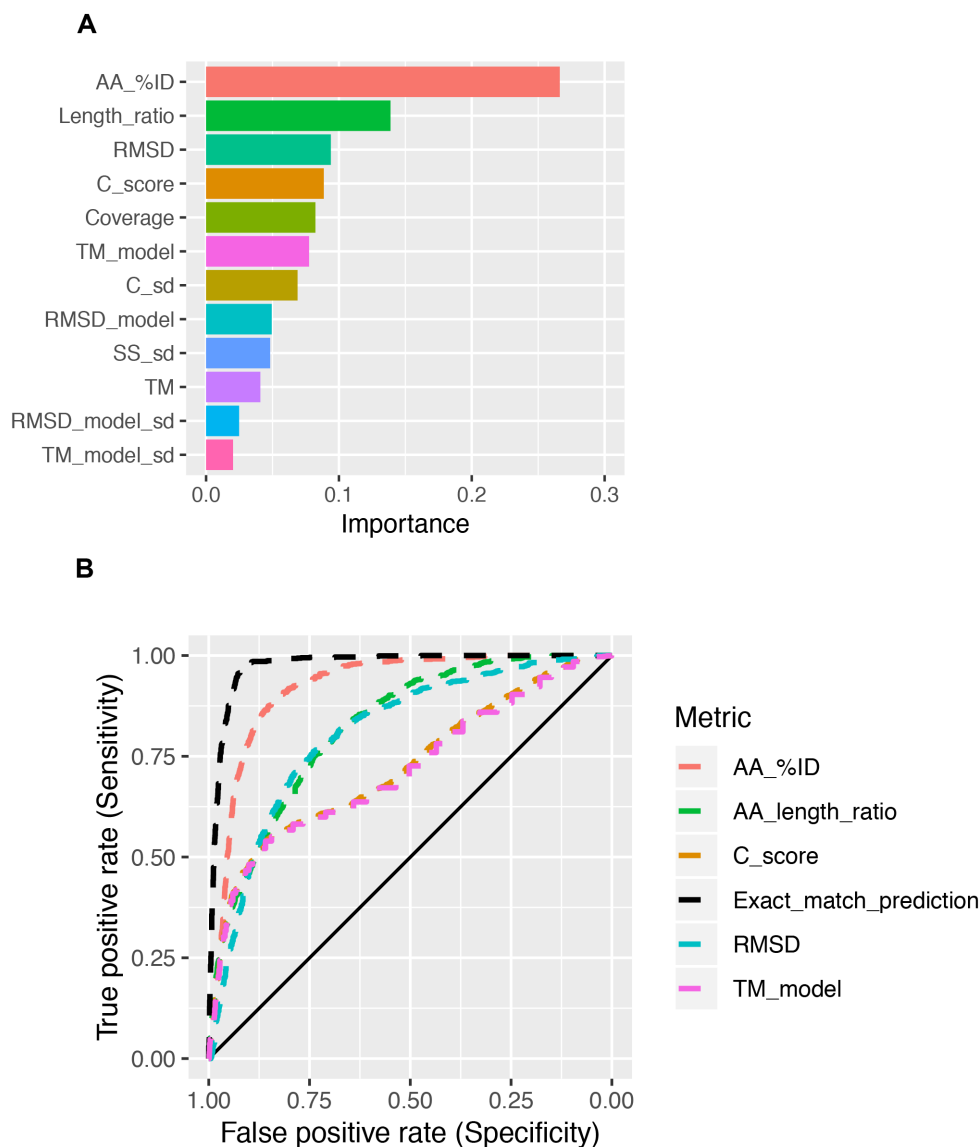 A
AA_%ID
Length_ratio
RMSD
C_score
Coverage
TM_model
C_sd
RMSD_model
SS_sd
TM
RMSD_model_sd
TM_model_sd
0.0 0.1 0.2 0.3
Importance
B
True positive rate (Sensitivity)
1.00
0.75
0.50
0.25
0.00
1.00 0.75 0.50 0.25 0.00
False positive rate (Specificity)
Metric
AA_%ID
AA_length_ratio
C_score
Exact_match_prediction
RMSD
TM_model